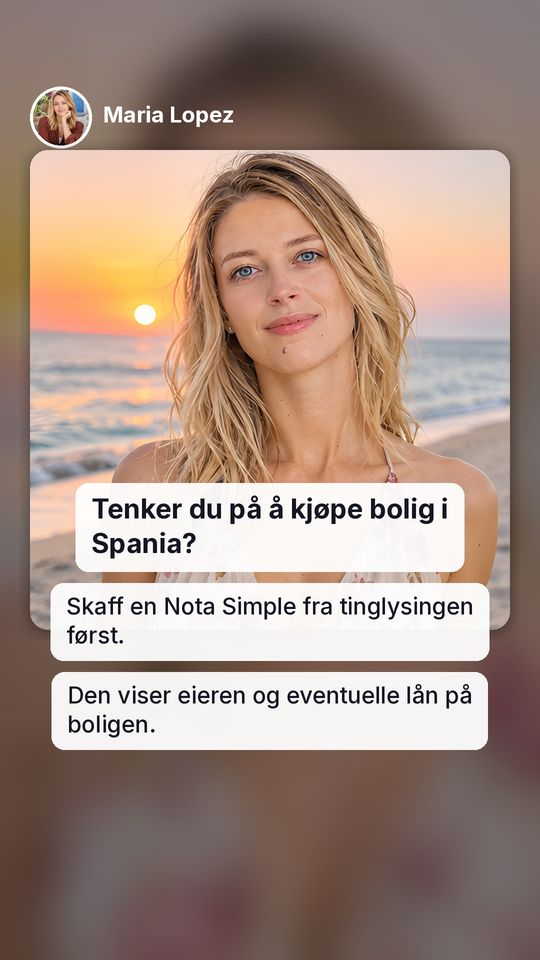 Maria Lopez
Tenker du på å kjøpe bolig i
Spania?
Skaff en Nota Simple fra tinglysingen
først.
Den viser eieren og eventuelle lån på
boligen.